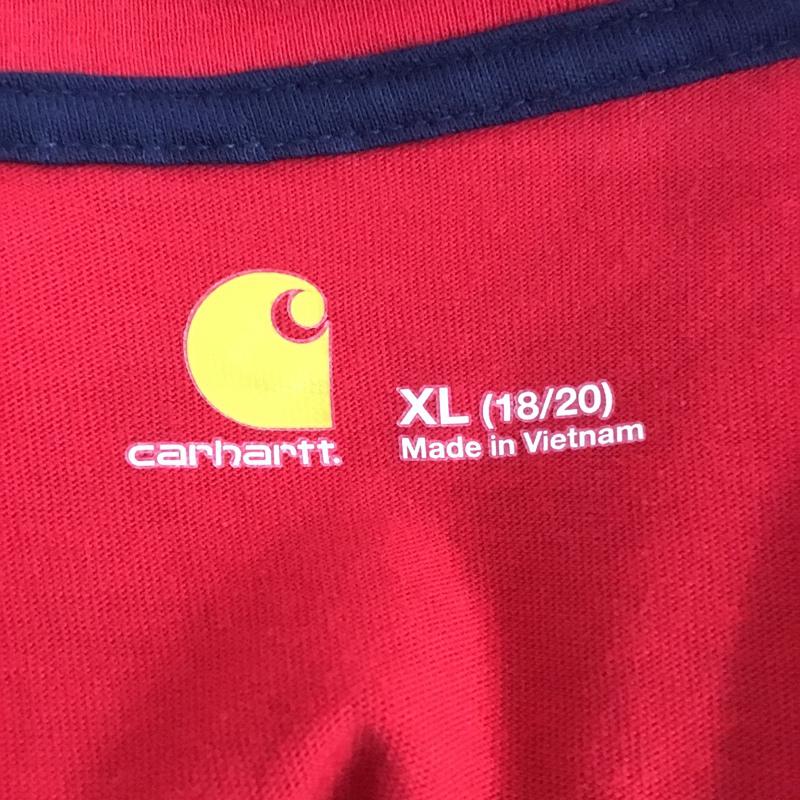 carhartt.
XL (18/20)
Made in Vietnam